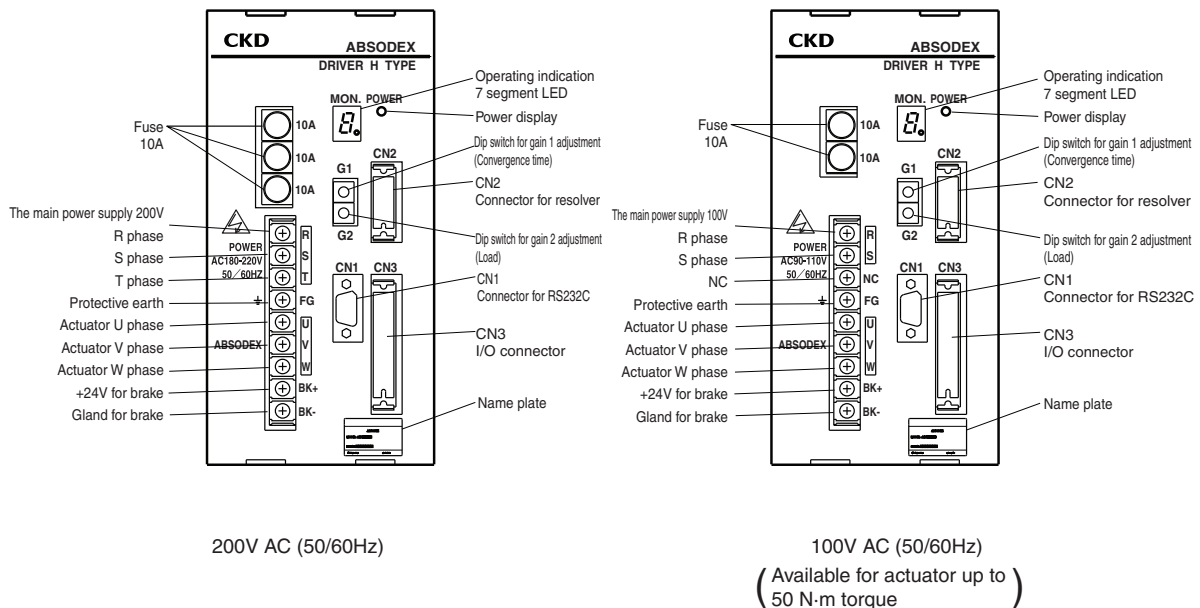 CKD
ABSODEX
DRIVER H TYPE
MON. POWER
10A
10A
10A
G1
G2
CN2
CN1
CN3
POWER
AC180-220V
50/60HZ
R
S
T
FG
ABSODEX
U
V
W
BK+
BK-
Fuse
10A
The main power supply 200V
R phase
S phase
T phase
Protective earth
Actuator U phase
Actuator V phase
Actuator W phase
+24V for brake
Gland for brake
Operating indication
7 segment LED
Power display
Dip switch for gain 1 adjustment
(Convergence time)
CN2
Connector for resolver
Dip switch for gain 2 adjustment
(Load)
CN1
Connector for RS232C
CN3
I/O connector
Name plate
200V AC (50/60Hz)
CKD
ABSODEX
DRIVER H TYPE
MON. POWER
10A
10A
G1
G2
CN2
CN1
CN3
POWER
AC90-110V
50/60HZ
R
S
NC
FG
ABSODEX
U
V
W
BK+
BK-
Fuse
10A
The main power supply 100V
R phase
S phase
NC
Protective earth
Actuator U phase
Actuator V phase
Actuator W phase
+24V for brake
Gland for brake
Operating indication
7 segment LED
Power display
Dip switch for gain 1 adjustment
(Convergence time)
CN2
Connector for resolver
Dip switch for gain 2 adjustment
(Load)
CN1
Connector for RS232C
CN3
I/O connector
Name plate
100V AC (50/60Hz)
(Available for actuator up to
50 N·m torque)